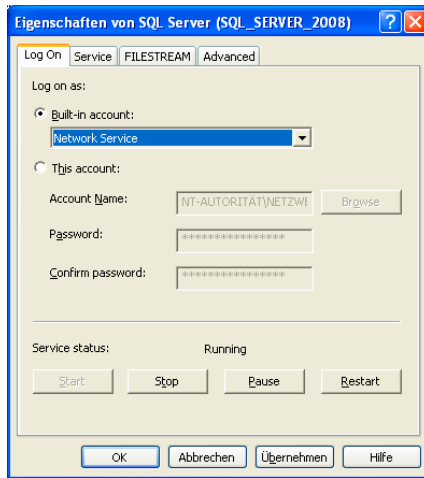 Eigenschaften von SQL Server (SQL_SERVER_2008)
Log On Service FILESTREAM Advanced
Log on as:
Built-in account:
Network Service
This account:
Account Name: NT-AUTORITÄT\NETZWE Browse
Password: ****************
Confirm password: ****************
Service status: Running
Start Stop Pause Restart
OK Abbrechen Übernehmen Hilfe